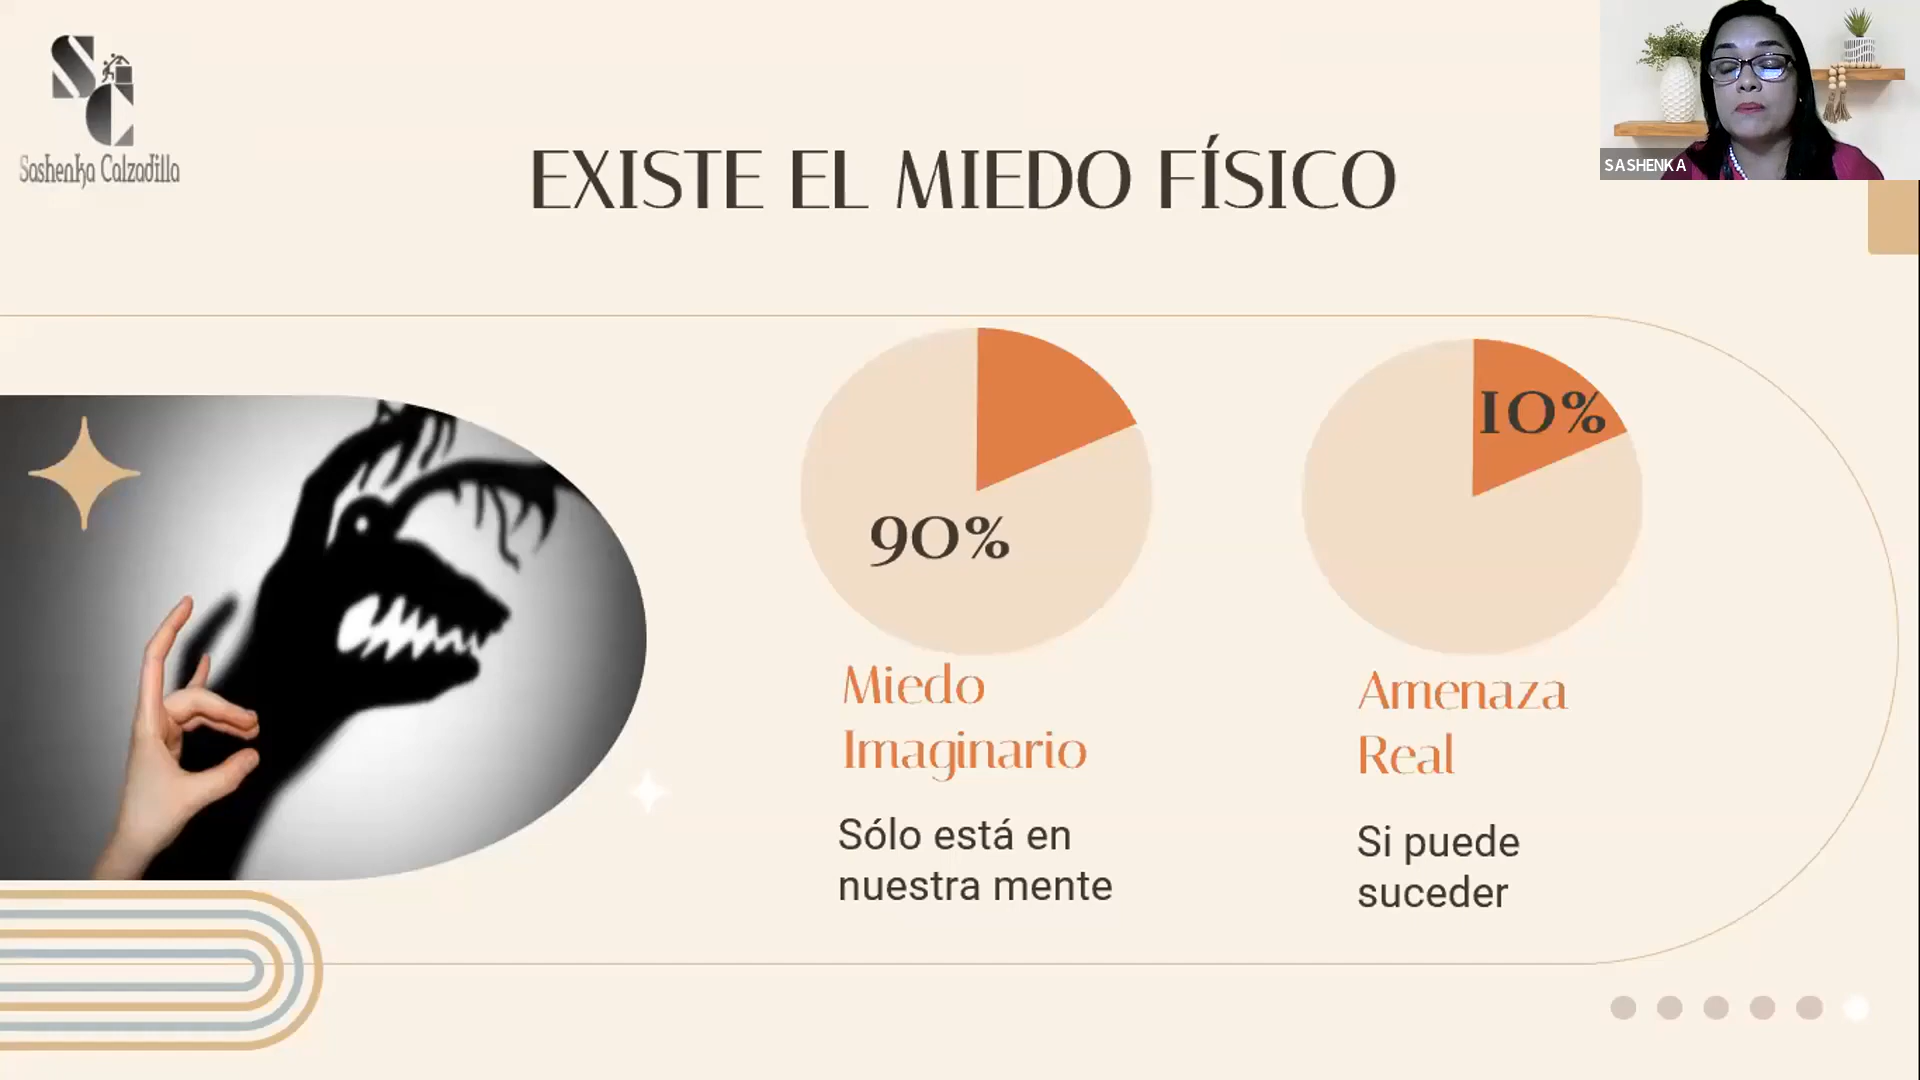 SC
Sashenka Calzadilla
SASHENKA
EXISTE EL MIEDO FÍSICO
90%
Miedo
Imaginario
Sólo está en
nuestra mente
10%
Amenaza
Real
Si puede
suceder